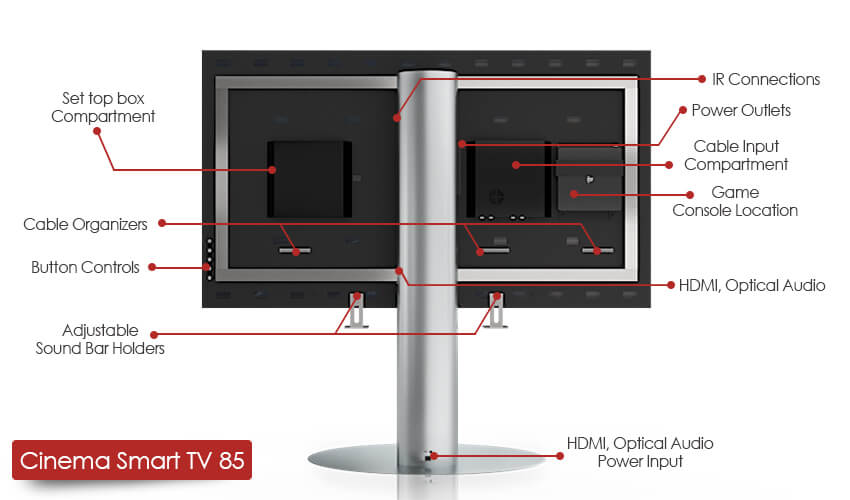 IR Connections
Set top box
Compartment
Power Outlets
Cable Input
Compartment
Game
Console Location
Cable Organizers
Button Controls
HDMI, Optical Audio
Adjustable
Sound Bar Holders
HDMI, Optical Audio
Power Input
Cinema Smart TV 85